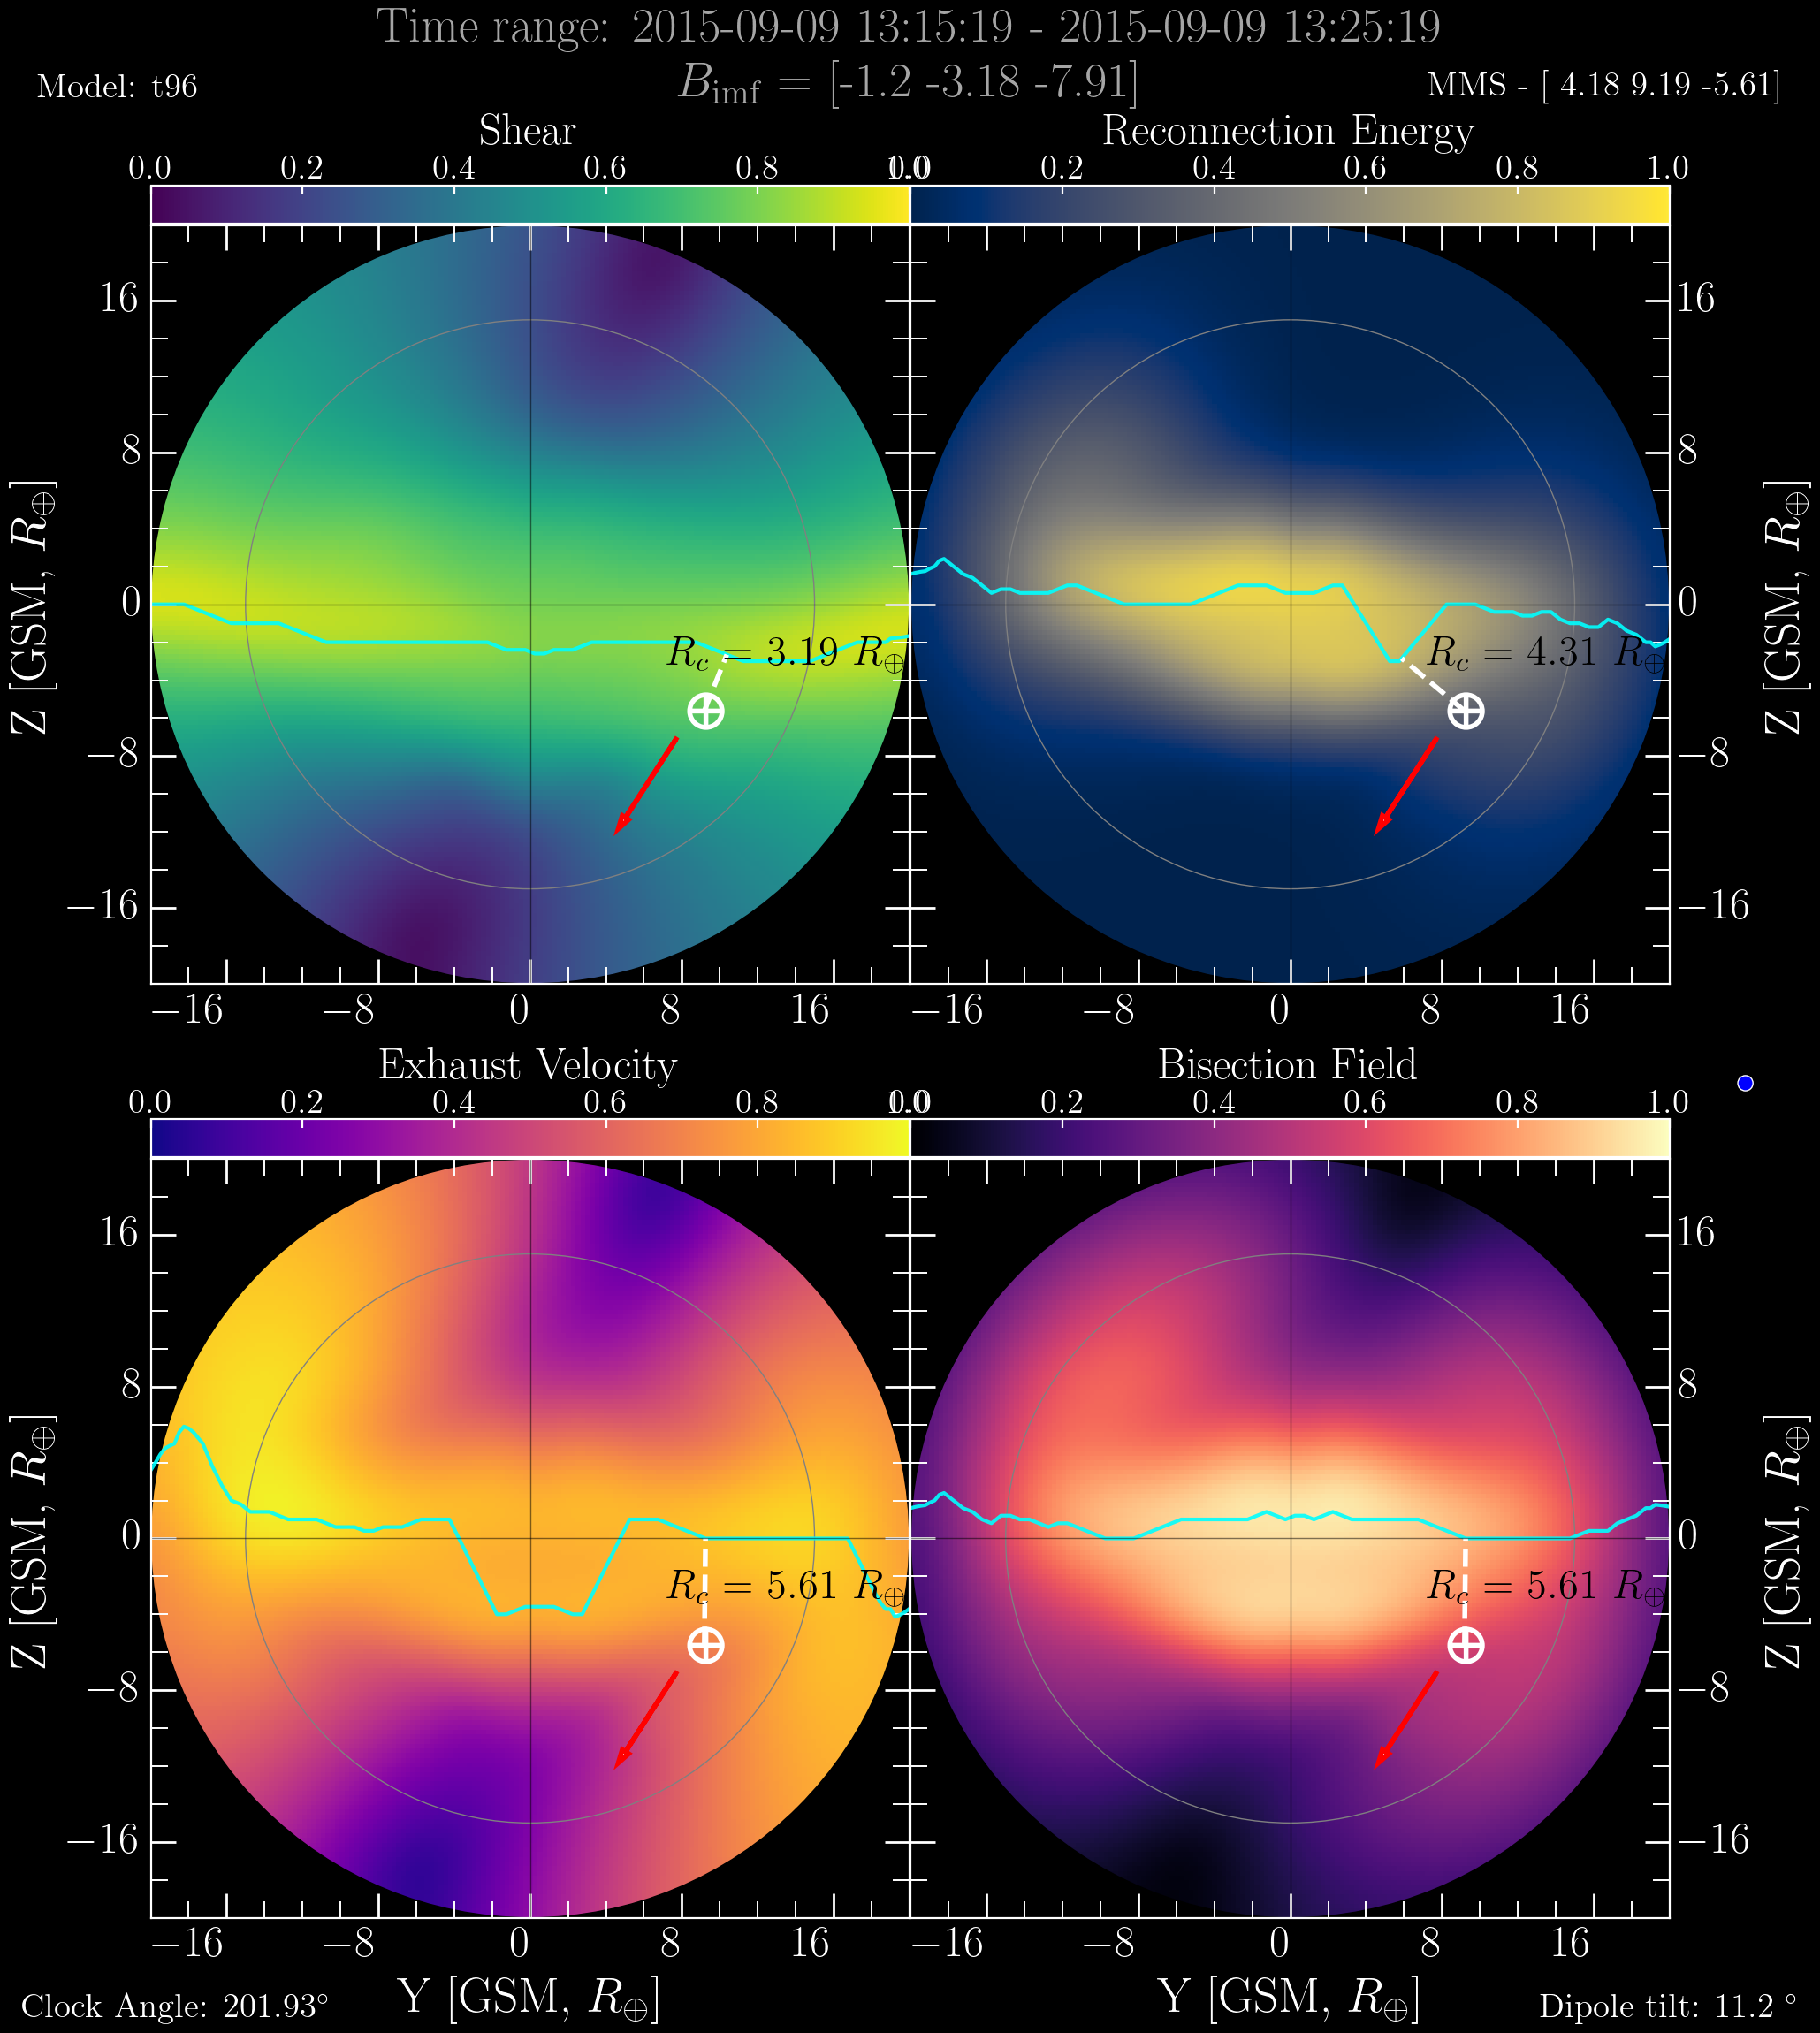 Time range: 2015-09-09 13:15:19 - 2015-09-09 13:25:19
Model: t96
B_imf = [-1.2 -3.18 -7.91]
MMS - [ 4.18 9.19 -5.61]
Shear
Reconnection Energy
0.0 0.2 0.4 0.6 0.8 1.0
0.0 0.2 0.4 0.6 0.8 1.0
16
8
0
−8
−16
Z [GSM, R⊕]
R_c = 3.19 R⊕
−16 −8 0 8 16
R_c = 4.31 R⊕
16
8
0
−8
−16
Z [GSM, R⊕]
−16 −8 0 8 16
Exhaust Velocity
Bisection Field
0.0 0.2 0.4 0.6 0.8 1.0
0.0 0.2 0.4 0.6 0.8 1.0
16
8
0
−8
−16
Z [GSM, R⊕]
R_c = 5.61 R⊕
−16 −8 0 8 16
Y [GSM, R⊕]
R_c = 5.61 R⊕
16
8
0
−8
−16
Z [GSM, R⊕]
−16 −8 0 8 16
Y [GSM, R⊕]
Clock Angle: 201.93°
Dipole tilt: 11.2 °